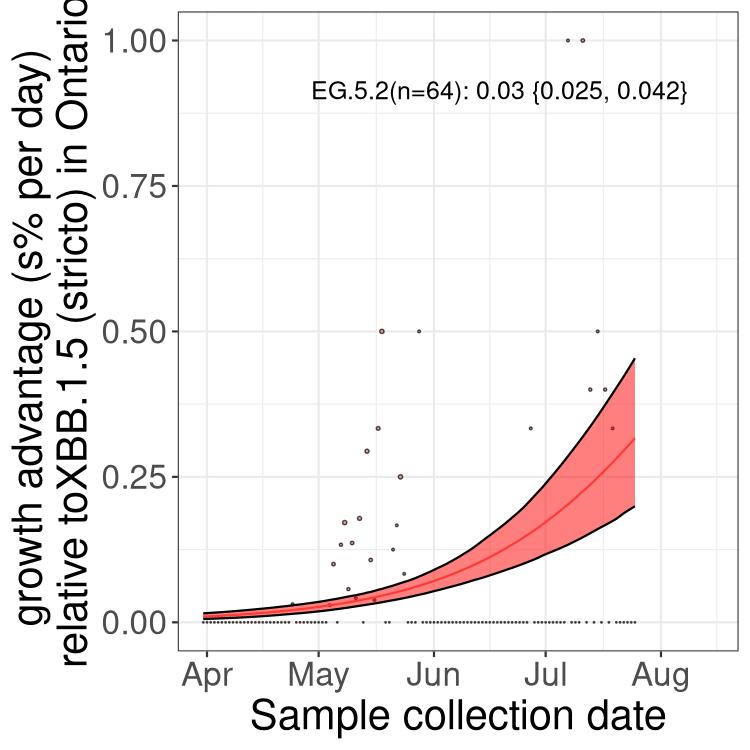 growth advantage (s% per day)
relative toXBB.1.5 (stricto) in Ontario
1.00
0.75
0.50
0.25
0.00
EG.5.2(n=64): 0.03 {0.025, 0.042}
Apr May Jun Jul Aug
Sample collection date